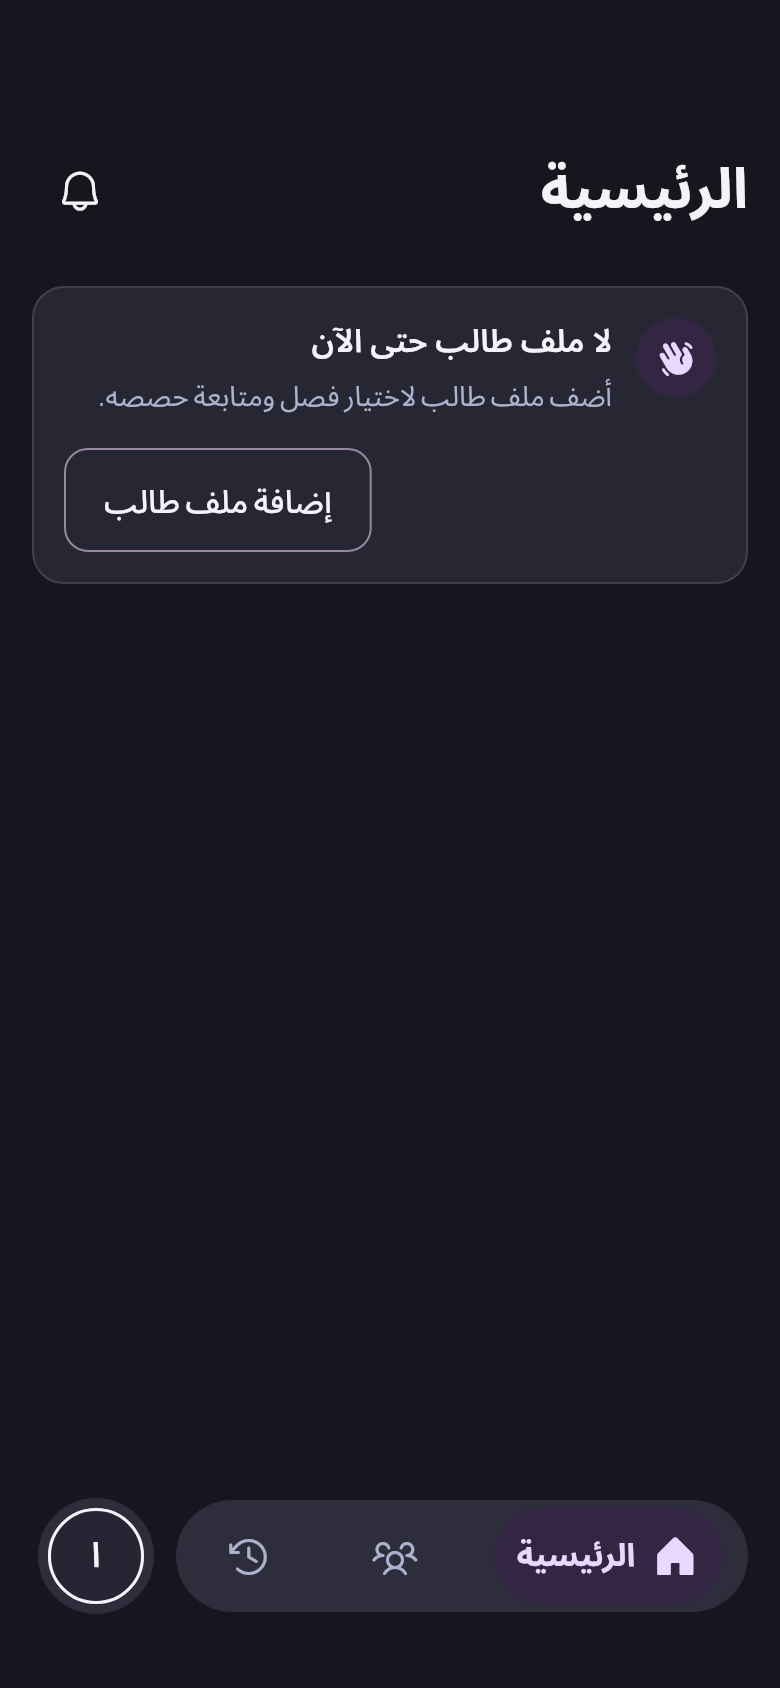 الرئيسية
لا ملف طالب حتى الآن
أضف ملف طالب لاختيار فصل ومتابعة حصصه.
إضافة ملف طالب
الرئيسية
ا